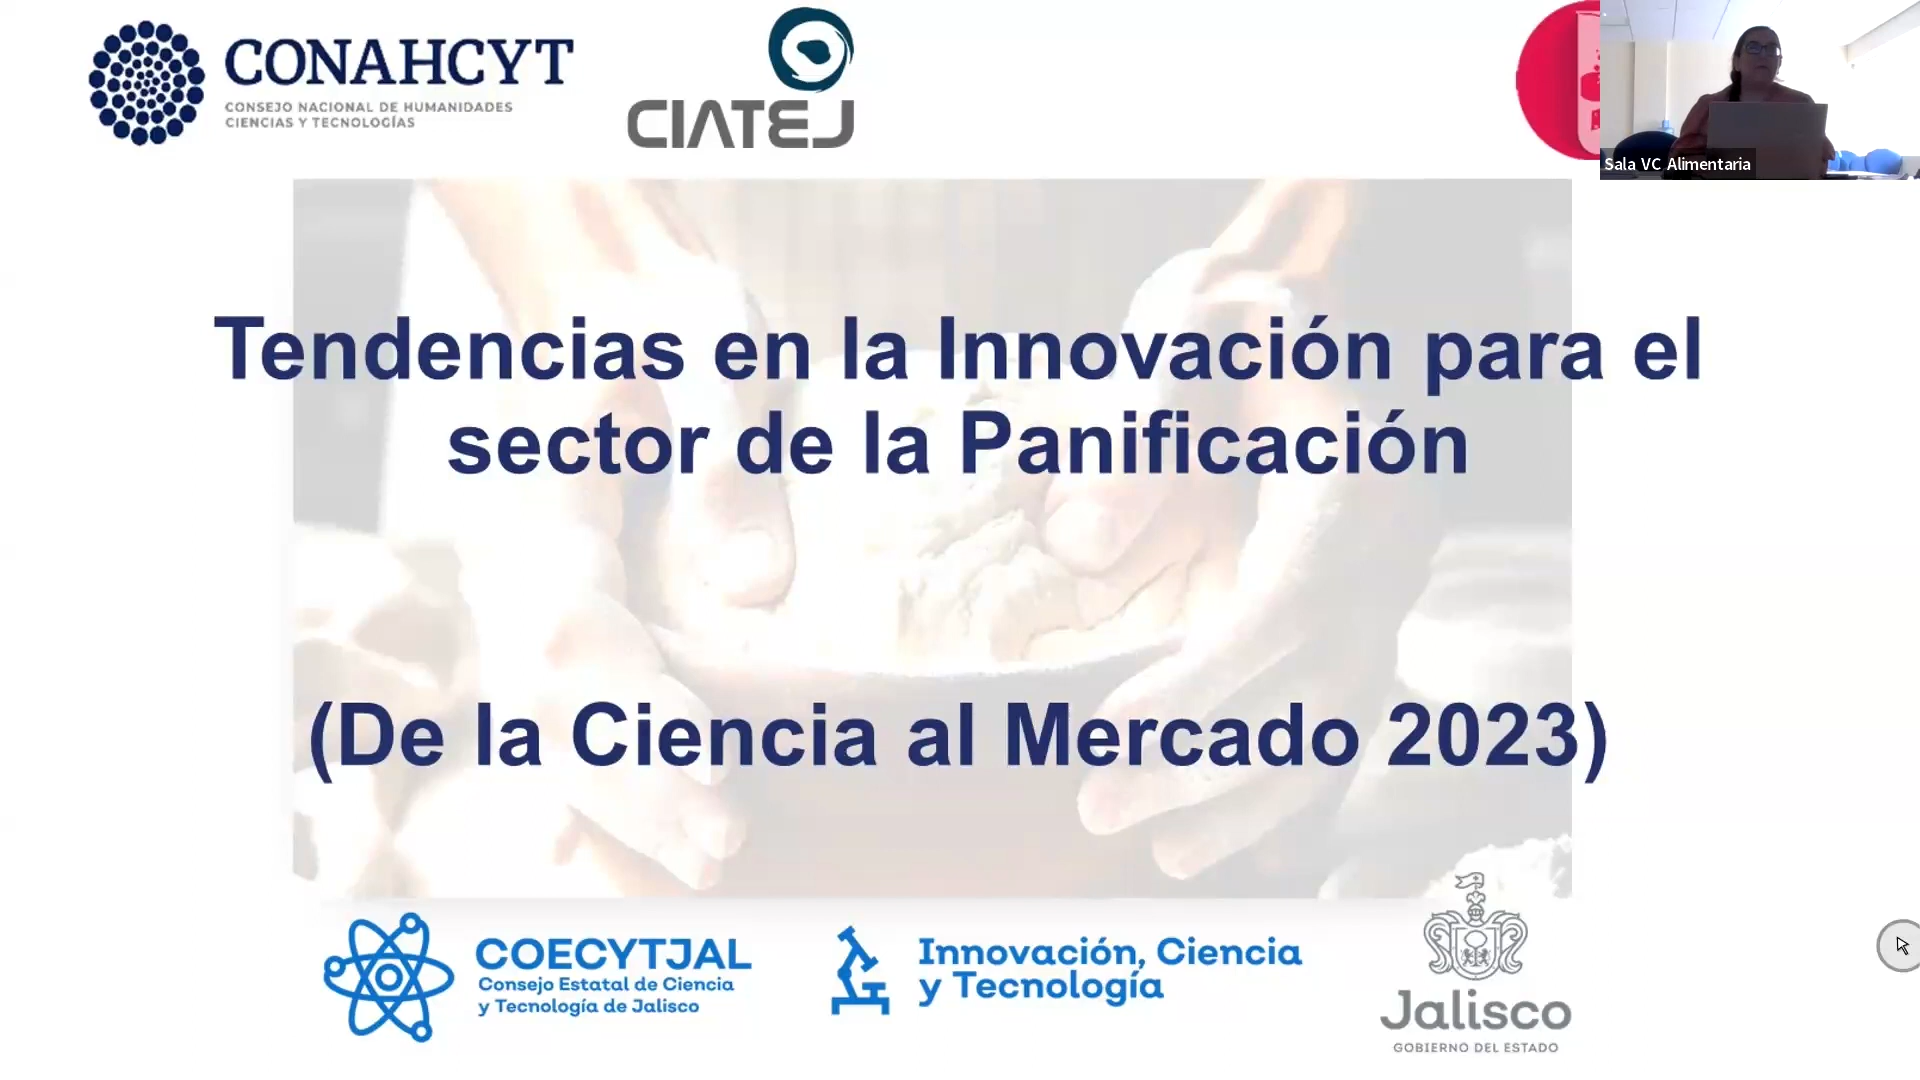 CONAHCYT
CONSEJO NACIONAL DE HUMANIDADES
CIENCIAS Y TECNOLOGÍAS
CIATEJ
Sala VC Alimentaria
Tendencias en la Innovación para el
sector de la Panificación
(De la Ciencia al Mercado 2023)
COECYTJAL
Consejo Estatal de Ciencia
y Tecnología de Jalisco
Innovación, Ciencia
y Tecnología
Jalisco
GOBIERNO DEL ESTADO